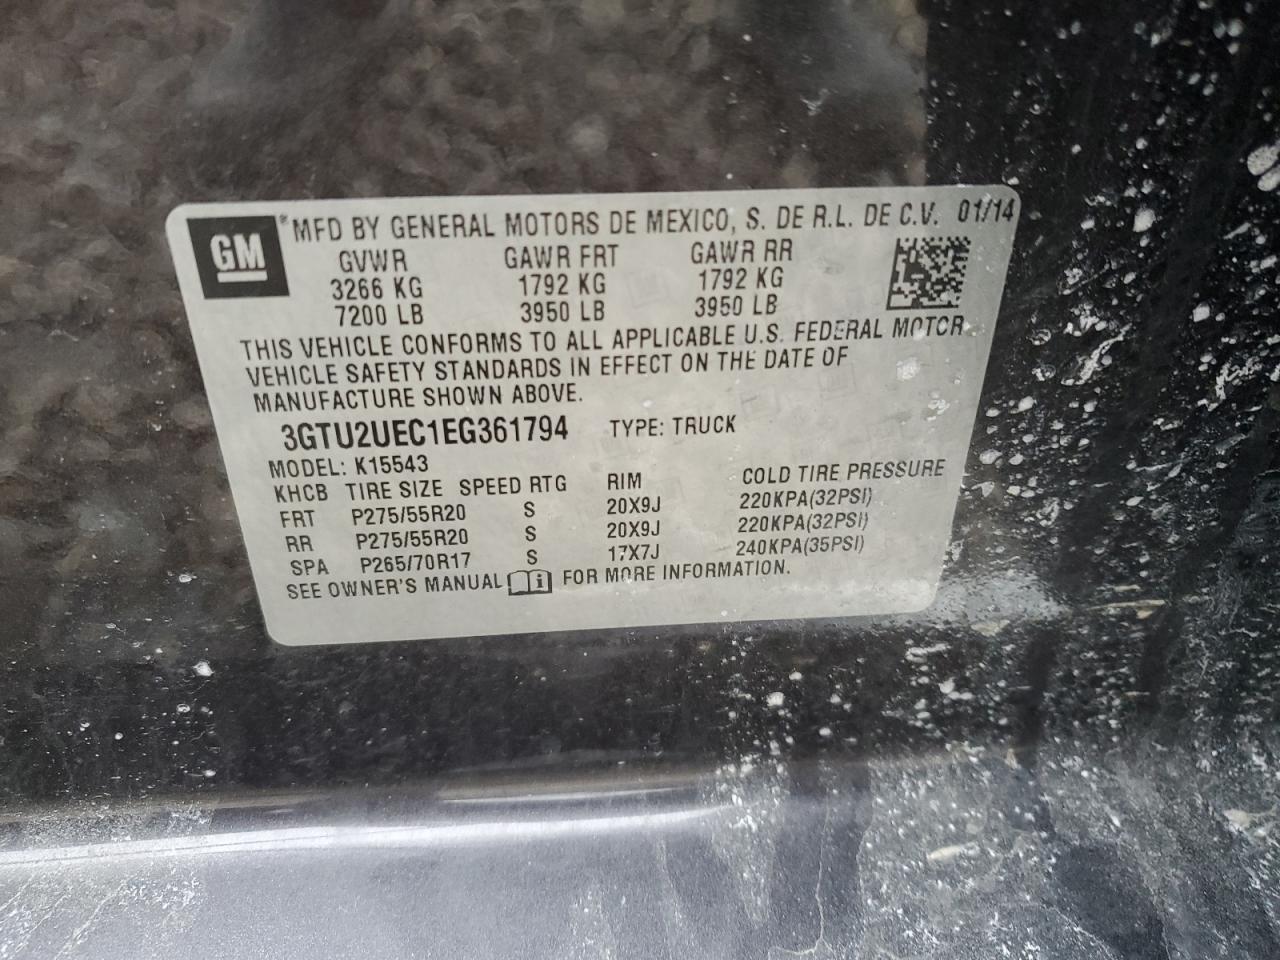 GM ® MFD BY GENERAL MOTORS DE MEXICO, S. DE R.L. DE C.V. 01/14
GVWR GAWR FRT GAWR RR
3266 KG 1792 KG 1792 KG
7200 LB 3950 LB 3950 LB
THIS VEHICLE CONFORMS TO ALL APPLICABLE U.S. FEDERAL MOTOR
VEHICLE SAFETY STANDARDS IN EFFECT ON THE DATE OF
MANUFACTURE SHOWN ABOVE.
3GTU2UEC1EG361794 TYPE: TRUCK
MODEL: K15543
KHCB TIRE SIZE SPEED RTG RIM COLD TIRE PRESSURE
FRT P275/55R20 S 20X9J 220KPA(32PSI)
RR P275/55R20 S 20X9J 220KPA(32PSI)
SPA P265/70R17 S 17X7J 240KPA(35PSI)
SEE OWNER'S MANUAL i FOR MORE INFORMATION.